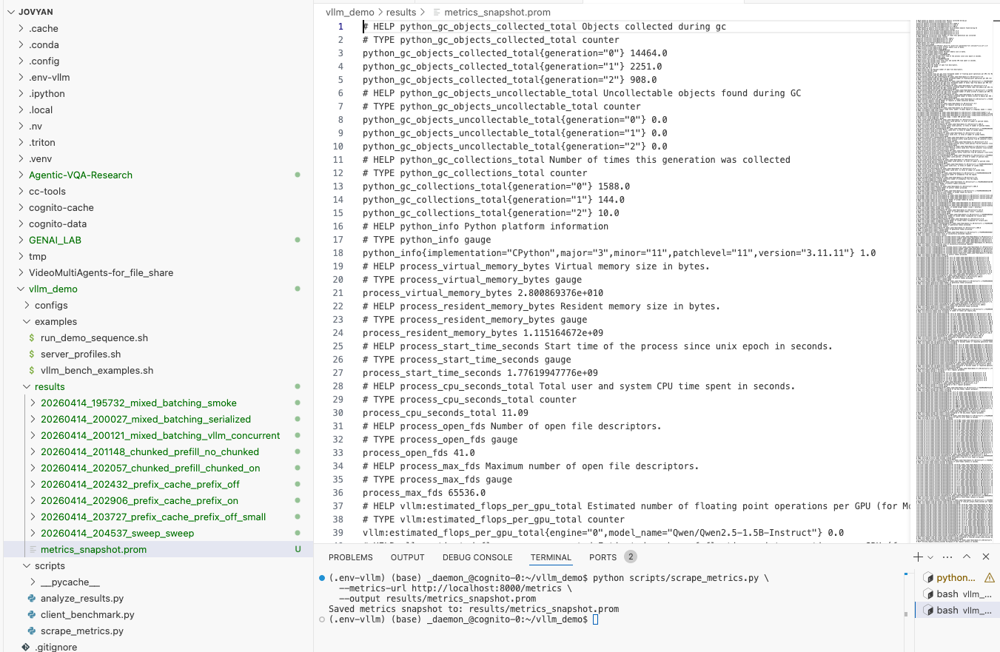 JOVYAN
.cache
.conda
.config
.env-vllm
.ipython
.local
.nv
.triton
.venv
Agentic-VQA-Research
cc-tools
cognito-cache
cognito-data
GENAI_LAB
tmp
VideoMultiAgents-for_file_share
vllm_demo
configs
examples
$ run_demo_sequence.sh
$ server_profiles.sh
$ vllm_bench_examples.sh
results
20260414_195732_mixed_batching_smoke
20260414_200027_mixed_batching_serialized
20260414_200121_mixed_batching_vllm_concurrent
20260414_201148_chunked_prefill_no_chunked
20260414_202057_chunked_prefill_chunked_on
20260414_202432_prefix_cache_prefix_off
20260414_202906_prefix_cache_prefix_on
20260414_203727_prefix_cache_prefix_off_small
20260414_204537_sweep_sweep
metrics_snapshot.prom U
scripts
__pycache__
analyze_results.py
client_benchmark.py
scrape_metrics.py
.gitignore
vllm_demo > results > metrics_snapshot.prom
1 # HELP python_gc_objects_collected_total Objects collected during gc
2 # TYPE python_gc_objects_collected_total counter
3 python_gc_objects_collected_total{generation="0"} 14464.0
4 python_gc_objects_collected_total{generation="1"} 2251.0
5 python_gc_objects_collected_total{generation="2"} 908.0
6 # HELP python_gc_objects_uncollectable_total Uncollectable objects found during GC
7 # TYPE python_gc_objects_uncollectable_total counter
8 python_gc_objects_uncollectable_total{generation="0"} 0.0
9 python_gc_objects_uncollectable_total{generation="1"} 0.0
10 python_gc_objects_uncollectable_total{generation="2"} 0.0
11 # HELP python_gc_collections_total Number of times this generation was collected
12 # TYPE python_gc_collections_total counter
13 python_gc_collections_total{generation="0"} 1588.0
14 python_gc_collections_total{generation="1"} 144.0
15 python_gc_collections_total{generation="2"} 10.0
16 # HELP python_info Python platform information
17 # TYPE python_info gauge
18 python_info{implementation="CPython",major="3",minor="11",patchlevel="11",version="3.11.11"} 1.0
19 # HELP process_virtual_memory_bytes Virtual memory size in bytes.
20 # TYPE process_virtual_memory_bytes gauge
21 process_virtual_memory_bytes 2.800869376e+010
22 # HELP process_resident_memory_bytes Resident memory size in bytes.
23 # TYPE process_resident_memory_bytes gauge
24 process_resident_memory_bytes 1.115164672e+09
25 # HELP process_start_time_seconds Start time of the process since unix epoch in seconds.
26 # TYPE process_start_time_seconds gauge
27 process_start_time_seconds 1.77619947776e+09
28 # HELP process_cpu_seconds_total Total user and system CPU time spent in seconds.
29 # TYPE process_cpu_seconds_total counter
30 process_cpu_seconds_total 11.09
31 # HELP process_open_fds Number of open file descriptors.
32 # TYPE process_open_fds gauge
33 process_open_fds 41.0
34 # HELP process_max_fds Maximum number of open file descriptors.
35 # TYPE process_max_fds gauge
36 process_max_fds 65536.0
37 # HELP vllm:estimated_flops_per_gpu_total Estimated number of floating point operations per GPU (for Mo
38 # TYPE vllm:estimated_flops_per_gpu_total counter
39 vllm:estimated_flops_per_gpu_total{engine="0",model_name="Qwen/Qwen2.5-1.5B-Instruct"} 0.0
PROBLEMS OUTPUT DEBUG CONSOLE TERMINAL PORTS 2
(.env-vllm) (base) _daemon_@cognito-0:~/vllm_demo$ python scripts/scrape_metrics.py \
--metrics-url http://localhost:8000/metrics \
--output results/metrics_snapshot.prom
Saved metrics snapshot to: results/metrics_snapshot.prom
(.env-vllm) (base) _daemon_@cognito-0:~/vllm_demo$
python...
bash vllm_...
bash vllm_...